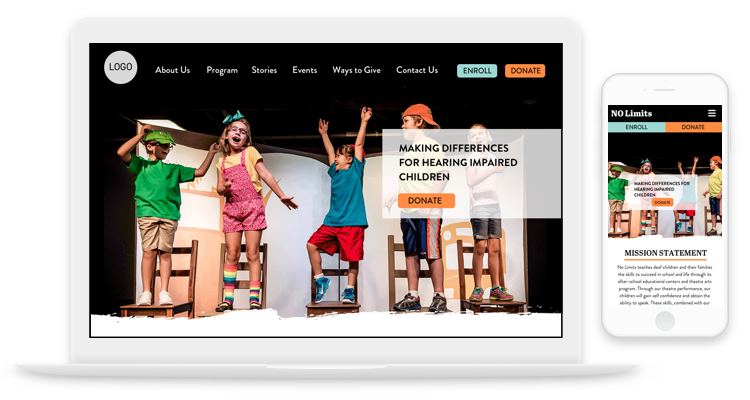 LOGO
About Us Program Stories Events Ways to Give Contact Us ENROLL DONATE
MAKING DIFFERENCES
FOR HEARING IMPAIRED
CHILDREN
DONATE
NO Limits
ENROLL DONATE
MAKING DIFFERENCES FOR
HEARING IMPAIRED
CHILDREN
DONATE
MISSION STATEMENT
No Limits teaches deaf children and their families
the skills to succeed in school and life through its
after-school educational centers and theatre arts
program. Through our theatre performance, our
children will gain self confidence and obtain the
ability to speak. These skills, combined with our